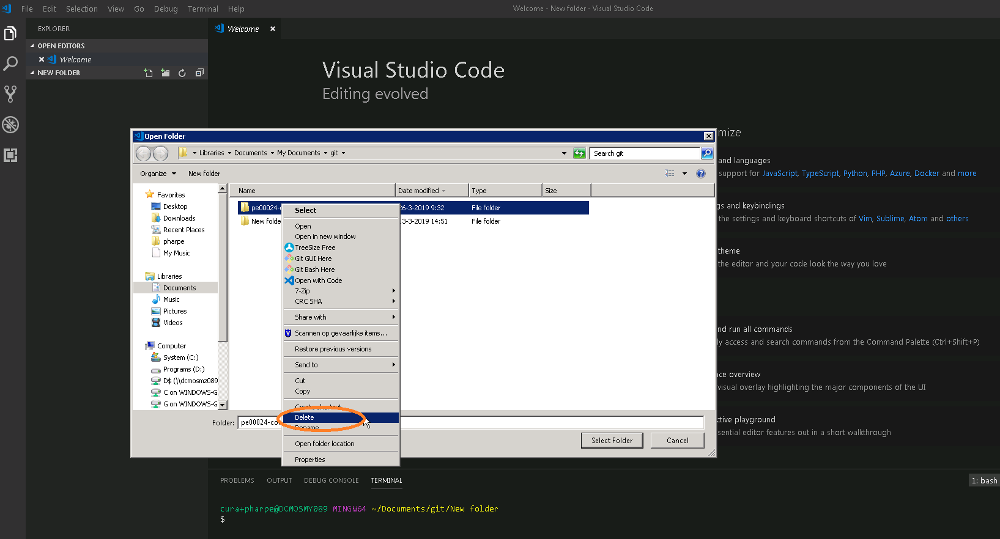 File Edit Selection View Go Debug Terminal Help
Welcome - New folder - Visual Studio Code
EXPLORER
Welcome
OPEN EDITORS
Welcome
NEW FOLDER
Visual Studio Code
Editing evolved
Open Folder
Libraries Documents My Documents git
Search git
Organize New folder
Name Date modified Type Size
Favorites
Desktop
Downloads
Recent Places
pharpe
My Music
Libraries
Documents
Music
Pictures
Videos
Computer
System (C:)
Programs (D:)
D$ (\\dcmosmz089
C on WINDOWS-G
G on WINDOWS-G
pe00024-c 26-3-2019 9:32 File folder
New folde 3-3-2019 14:51 File folder
Select
Open
Open in new window
TreeSize Free
Git GUI Here
Git Bash Here
Open with Code
7-Zip
CRC SHA
Share with
Scannen op gevaarlijke items...
Restore previous versions
Send to
Cut
Copy
Create shortcut
Delete
Rename
Open folder location
Properties
Folder: pe00024-co
Select Folder Cancel
mize
and languages
support for JavaScript, TypeScript, Python, PHP, Azure, Docker and more
gs and keybindings
the settings and keyboard shortcuts of Vim, Sublime, Atom and others
theme
the editor and your code look the way you love
nd run all commands
ly access and search commands from the Command Palette (Ctrl+Shift+P)
ce overview
visual overlay highlighting the major components of the UI
ctive playground
sential editor features out in a short walkthrough
PROBLEMS OUTPUT DEBUG CONSOLE TERMINAL
1: bash
cura+pharpe@DCMOSMY089 MINGW64 ~/Documents/git/New folder
$